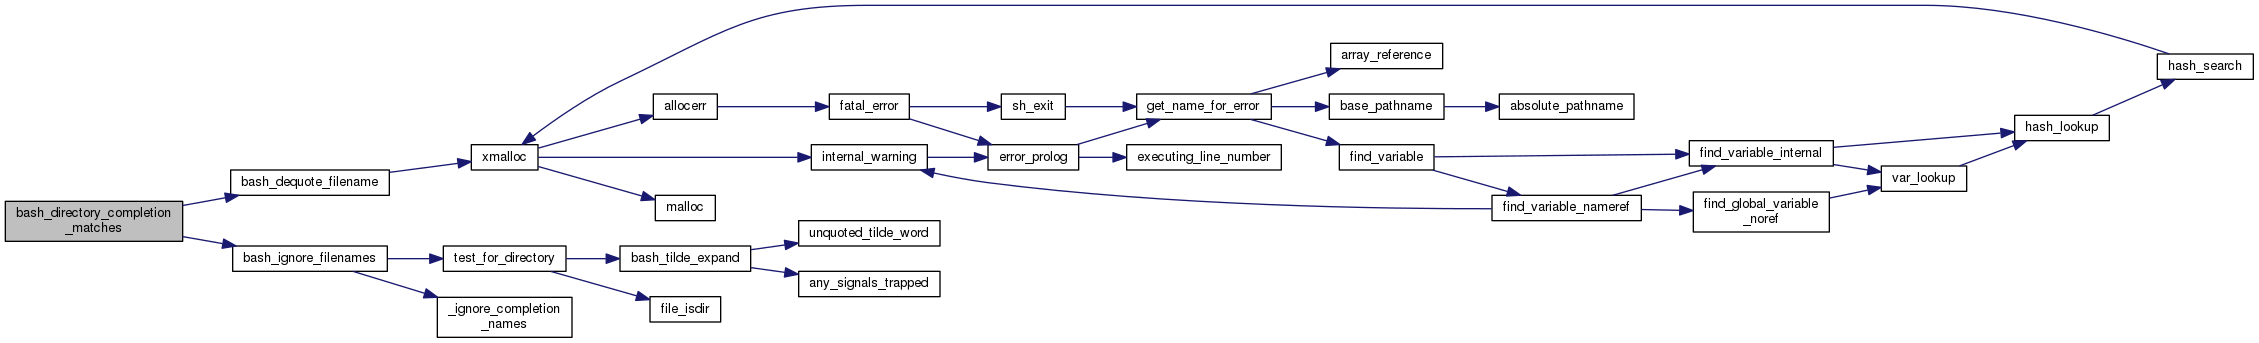 array_reference
hash_search
allocerr
fatal_error
sh_exit
get_name_for_error
base_pathname
absolute_pathname
hash_lookup
xmalloc
internal_warning
error_prolog
executing_line_number
find_variable
find_variable_internal
bash_dequote_filename
var_lookup
malloc
find_variable_nameref
find_global_variable
_noref
bash_directory_completion
_matches
unquoted_tilde_word
bash_ignore_filenames
test_for_directory
bash_tilde_expand
any_signals_trapped
_ignore_completion
_names
file_isdir